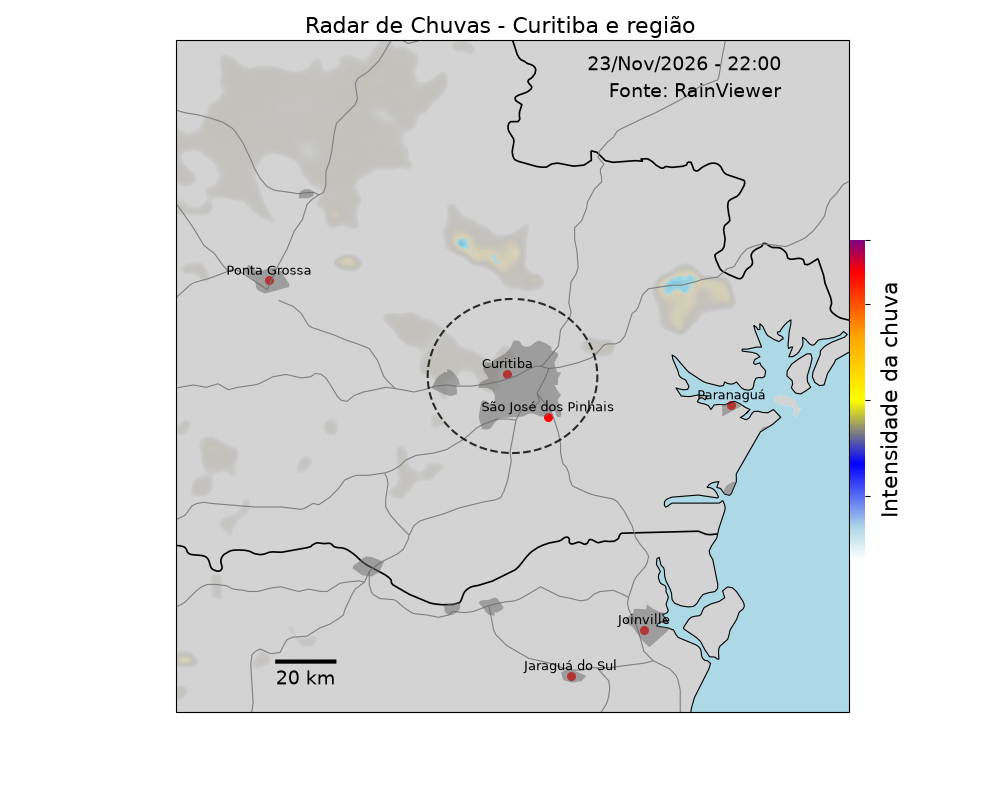 Radar de Chuvas - Curitiba e região
23/Nov/2026 - 22:00
Fonte: RainViewer
Ponta Grossa
Curitiba
São José dos Pinhais
Paranaguá
Intensidade da chuva
Joinville
Jaraguá do Sul
20 km